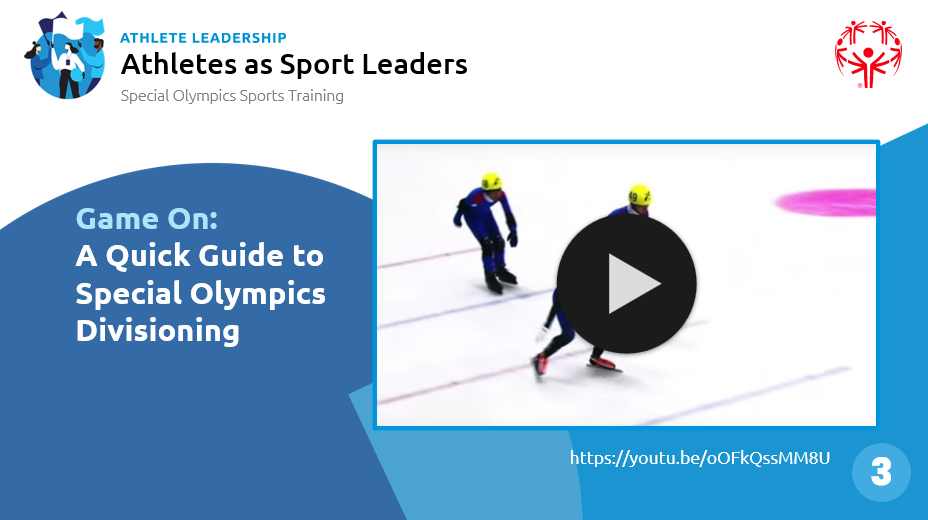 ATHLETE LEADERSHIP
Athletes as Sport Leaders
Special Olympics Sports Training
®
Game On:
A Quick Guide to
Special Olympics
Divisioning
49
https://youtu.be/oOFkQssMM8U
3